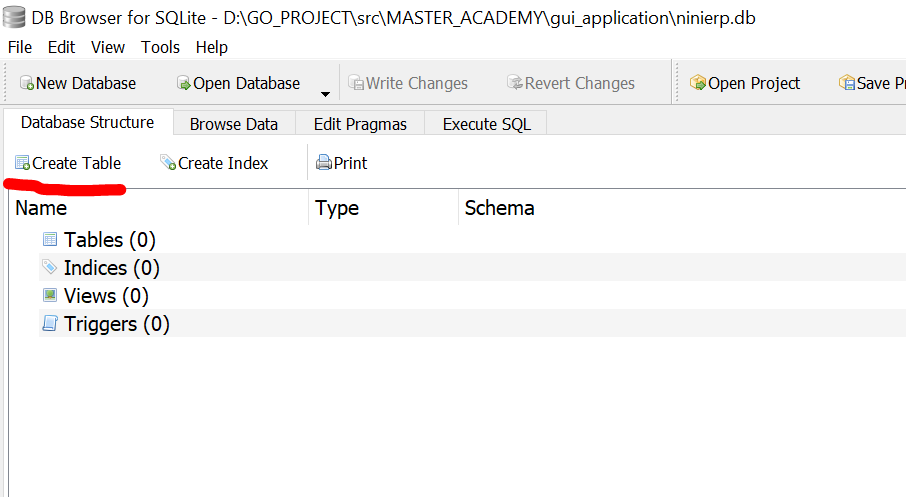 DB Browser for SQLite - D:\GO_PROJECT\src\MASTER_ACADEMY\gui_application\ninierp.db
File Edit View Tools Help
New Database Open Database Write Changes Revert Changes Open Project Save Pr
Database Structure Browse Data Edit Pragmas Execute SQL
Create Table Create Index Print
Name Type Schema
Tables (0)
Indices (0)
Views (0)
Triggers (0)